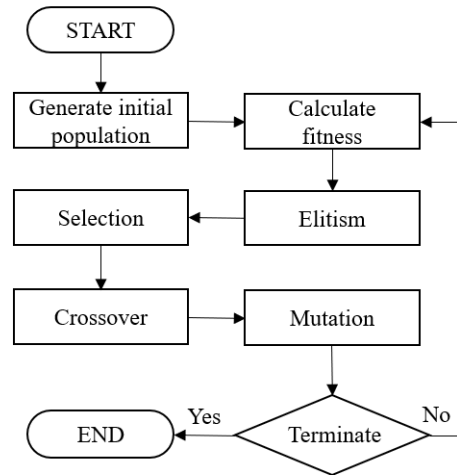 START
Generate initial
population
Calculate
fitness
Selection
Elitism
Crossover
Mutation
END
Yes
Terminate
No